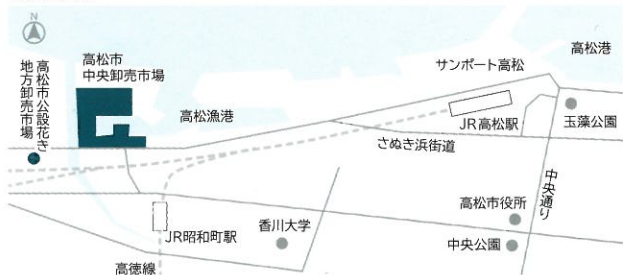 N
高松市公設花き
地方卸売市場
高松市
中央卸売市場
高松漁港
サンポート高松
高松港
JR高松駅
玉藻公園
さぬき浜街道
中央通り
高松市役所
中央公園
香川大学
JR昭和町駅
高徳線